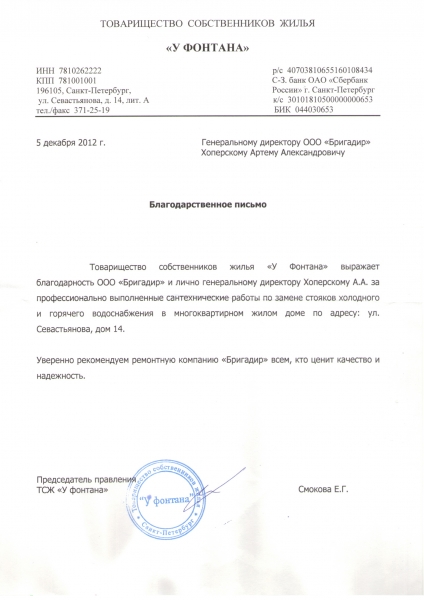 ТОВАРИЩЕСТВО СОБСТВЕННИКОВ ЖИЛЬЯ
«У ФОНТАНА»
ИНН 7810262222
КПП 781001001
196105, Санкт-Петербург,
ул. Севастьянова, д. 14, лит. А
тел./факс 371-25-19
р/с 40703810655160108434
С-З. банк ОАО «Сбербанк
России» г. Санкт-Петербург
к/с 30101810500000000653
БИК 044030653
5 декабря 2012 г.
Генеральному директору ООО «Бригадир»
Хоперскому Артему Александровичу
Благодарственное письмо
Товарищество собственников жилья «У Фонтана» выражает
благодарность ООО «Бригадир» и лично генеральному директору Хоперскому А.А. за
профессионально выполненные сантехнические работы по замене стояков холодного
и горячего водоснабжения в многоквартирном жилом доме по адресу: ул.
Севастьянова, дом 14.
Уверенно рекомендуем ремонтную компанию «Бригадир» всем, кто ценит качество и
надежность.
Председатель правления
ТСЖ «У фонтана»
Смокова Е.Г.
Товарищество собственников жилья
"У фонтана"
Санкт-Петербург